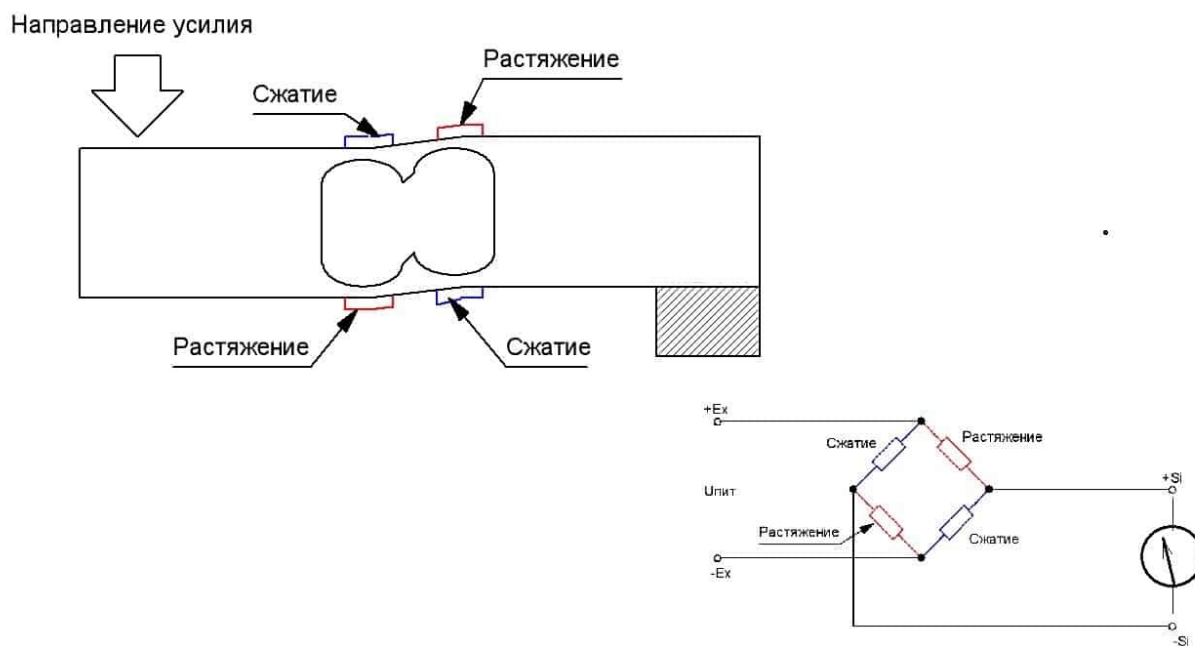 Направление усилия
Растяжение
Сжатие
Растяжение
Сжатие
+Ex
Сжатие
Растяжение
+Si
Uпит
Растяжение
Сжатие
-Ex
-Si